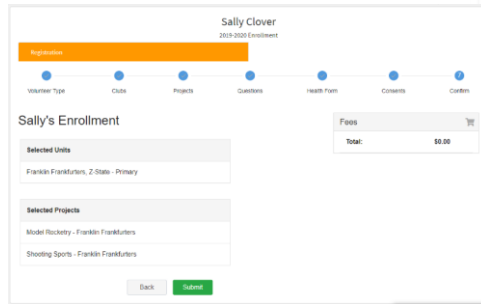 Sally Clover
2019-2020 Enrollment
Registration
Volunteer Type Clubs Projects Questions Health Form Consents Confirm
Sally's Enrollment
Fees
Total: $0.00
Selected Units
Franklin Frankfurters, Z-State - Primary
Selected Projects
Model Rocketry - Franklin Frankfurters
Shooting Sports - Franklin Frankfurters
Back Submit